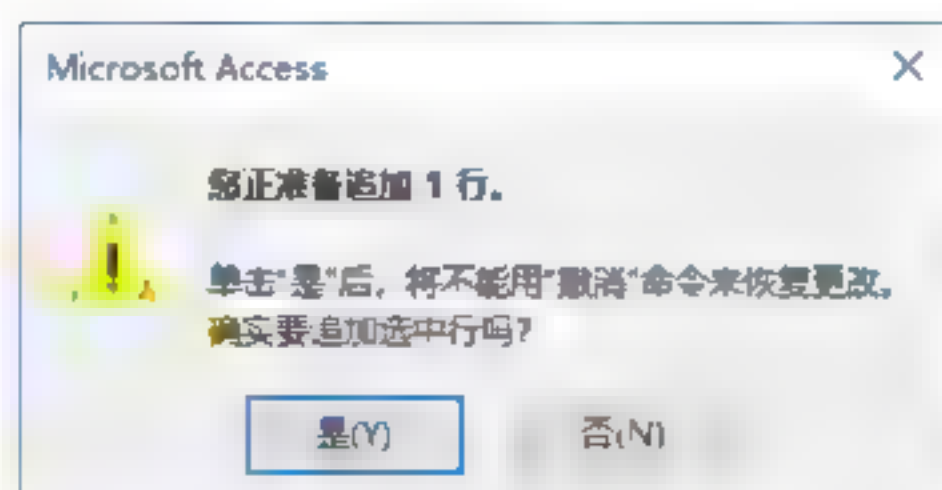 Microsoft Access
您正准备追加 1 行。
单击"是"后，将不能用"撤消"命令来恢复更改。
确实要追加选中行吗?
是(Y)
否(N)